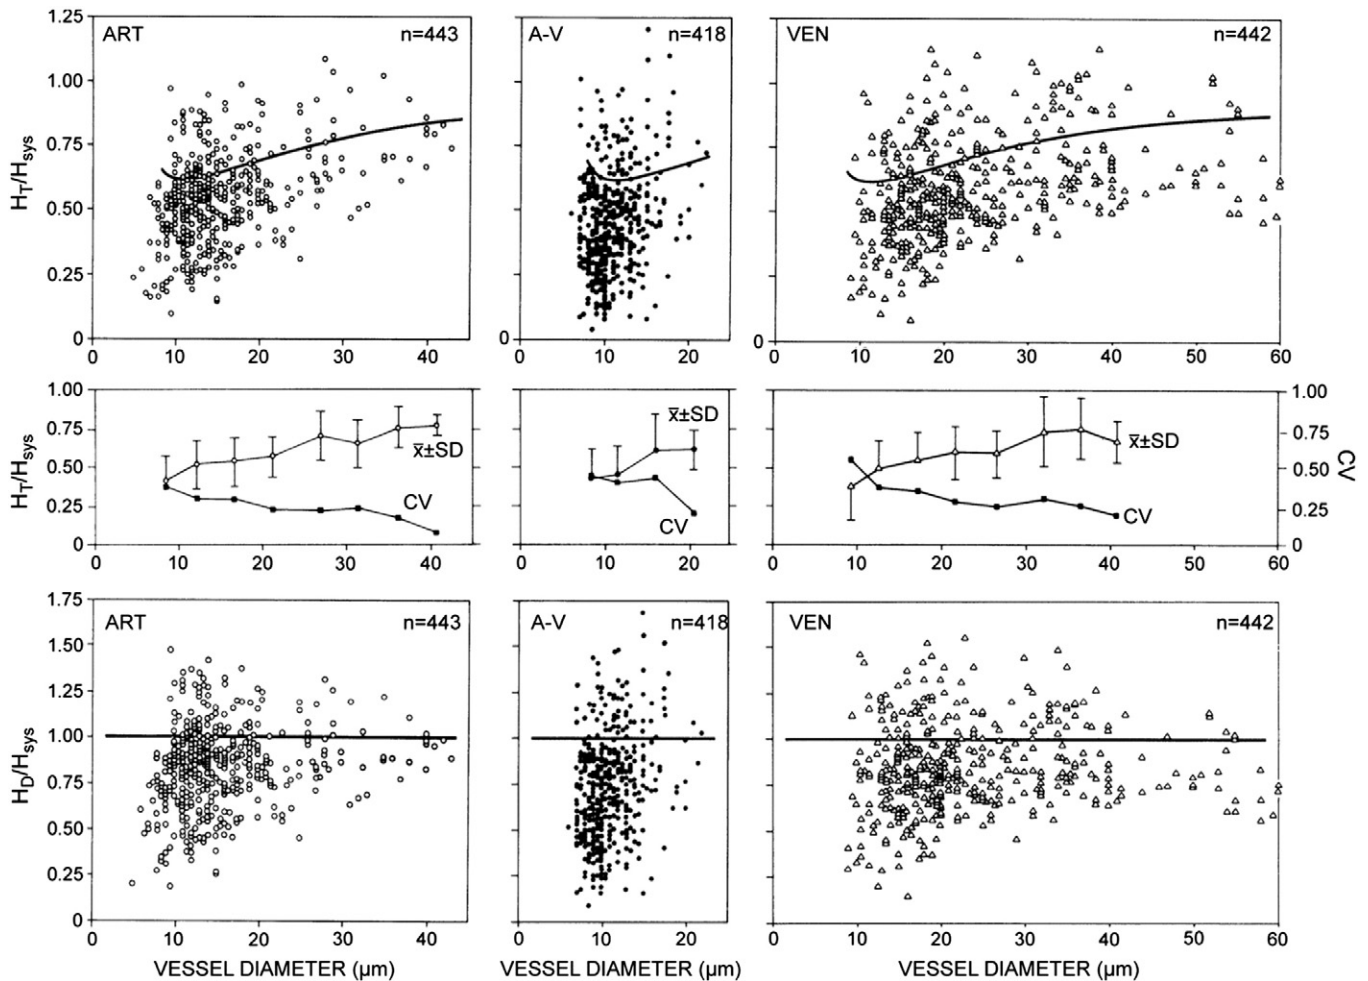 ART n=443
A-V n=418
VEN n=442
H_T/H_sys
1.25
1.00
0.75
0.50
0.25
0
0
0
0 10 20 30 40
0 10 20
0 10 20 30 40 50 60
H_T/H_sys
1.00
0.75
0.50
0.25
0
x̄±SD
CV
x̄±SD
CV
x̄±SD
CV
1.00
0.75
0.50
0.25
0
CV
0 10 20 30 40
0 10 20
0 10 20 30 40 50 60
ART n=443
A-V n=418
VEN n=442
H_D/H_sys
1.75
1.50
1.25
1.00
0.75
0.50
0.25
0
0 10 20 30 40
0 10 20
0 10 20 30 40 50 60
VESSEL DIAMETER (μm)
VESSEL DIAMETER (μm)
VESSEL DIAMETER (μm)